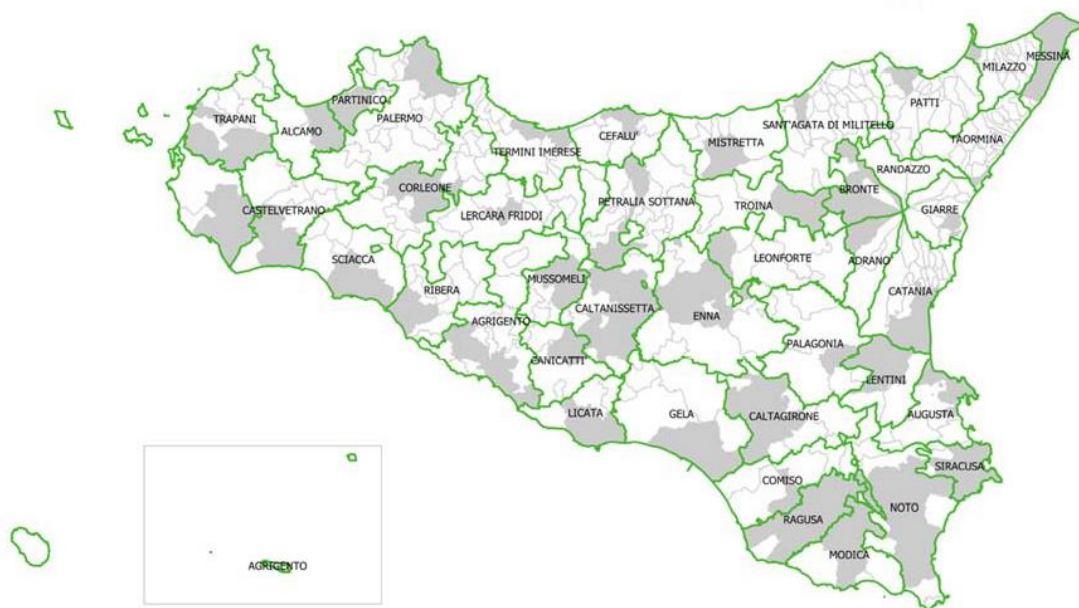 MESSINA
MILAZZO
PATTI
PARTINICO
TRAPANI
PALERMO
SANT'AGATA DI MILITELLO
ALCAMO
CEFALU'
MISTRETTA
TAORMINA
TERMINI IMERESE
RANDAZZO
CORLEONE
BRONTE
PETRALIA SOTTANA
TROINA
GIARRE
CASTELVETRANO
LERCARA FRIDDI
SCIACCA
LEONFORTE
ADRANO
MUSSOMELI
RIBERA
CATANIA
CALTANISSETTA
ENNA
AGRIGENTO
PALAGONIA
CANICATTI'
LENTINI
LICATA
GELA
CALTAGIRONE
AUGUSTA
SIRACUSA
COMISO
NOTO
RAGUSA
MODICA
AGRIGENTO